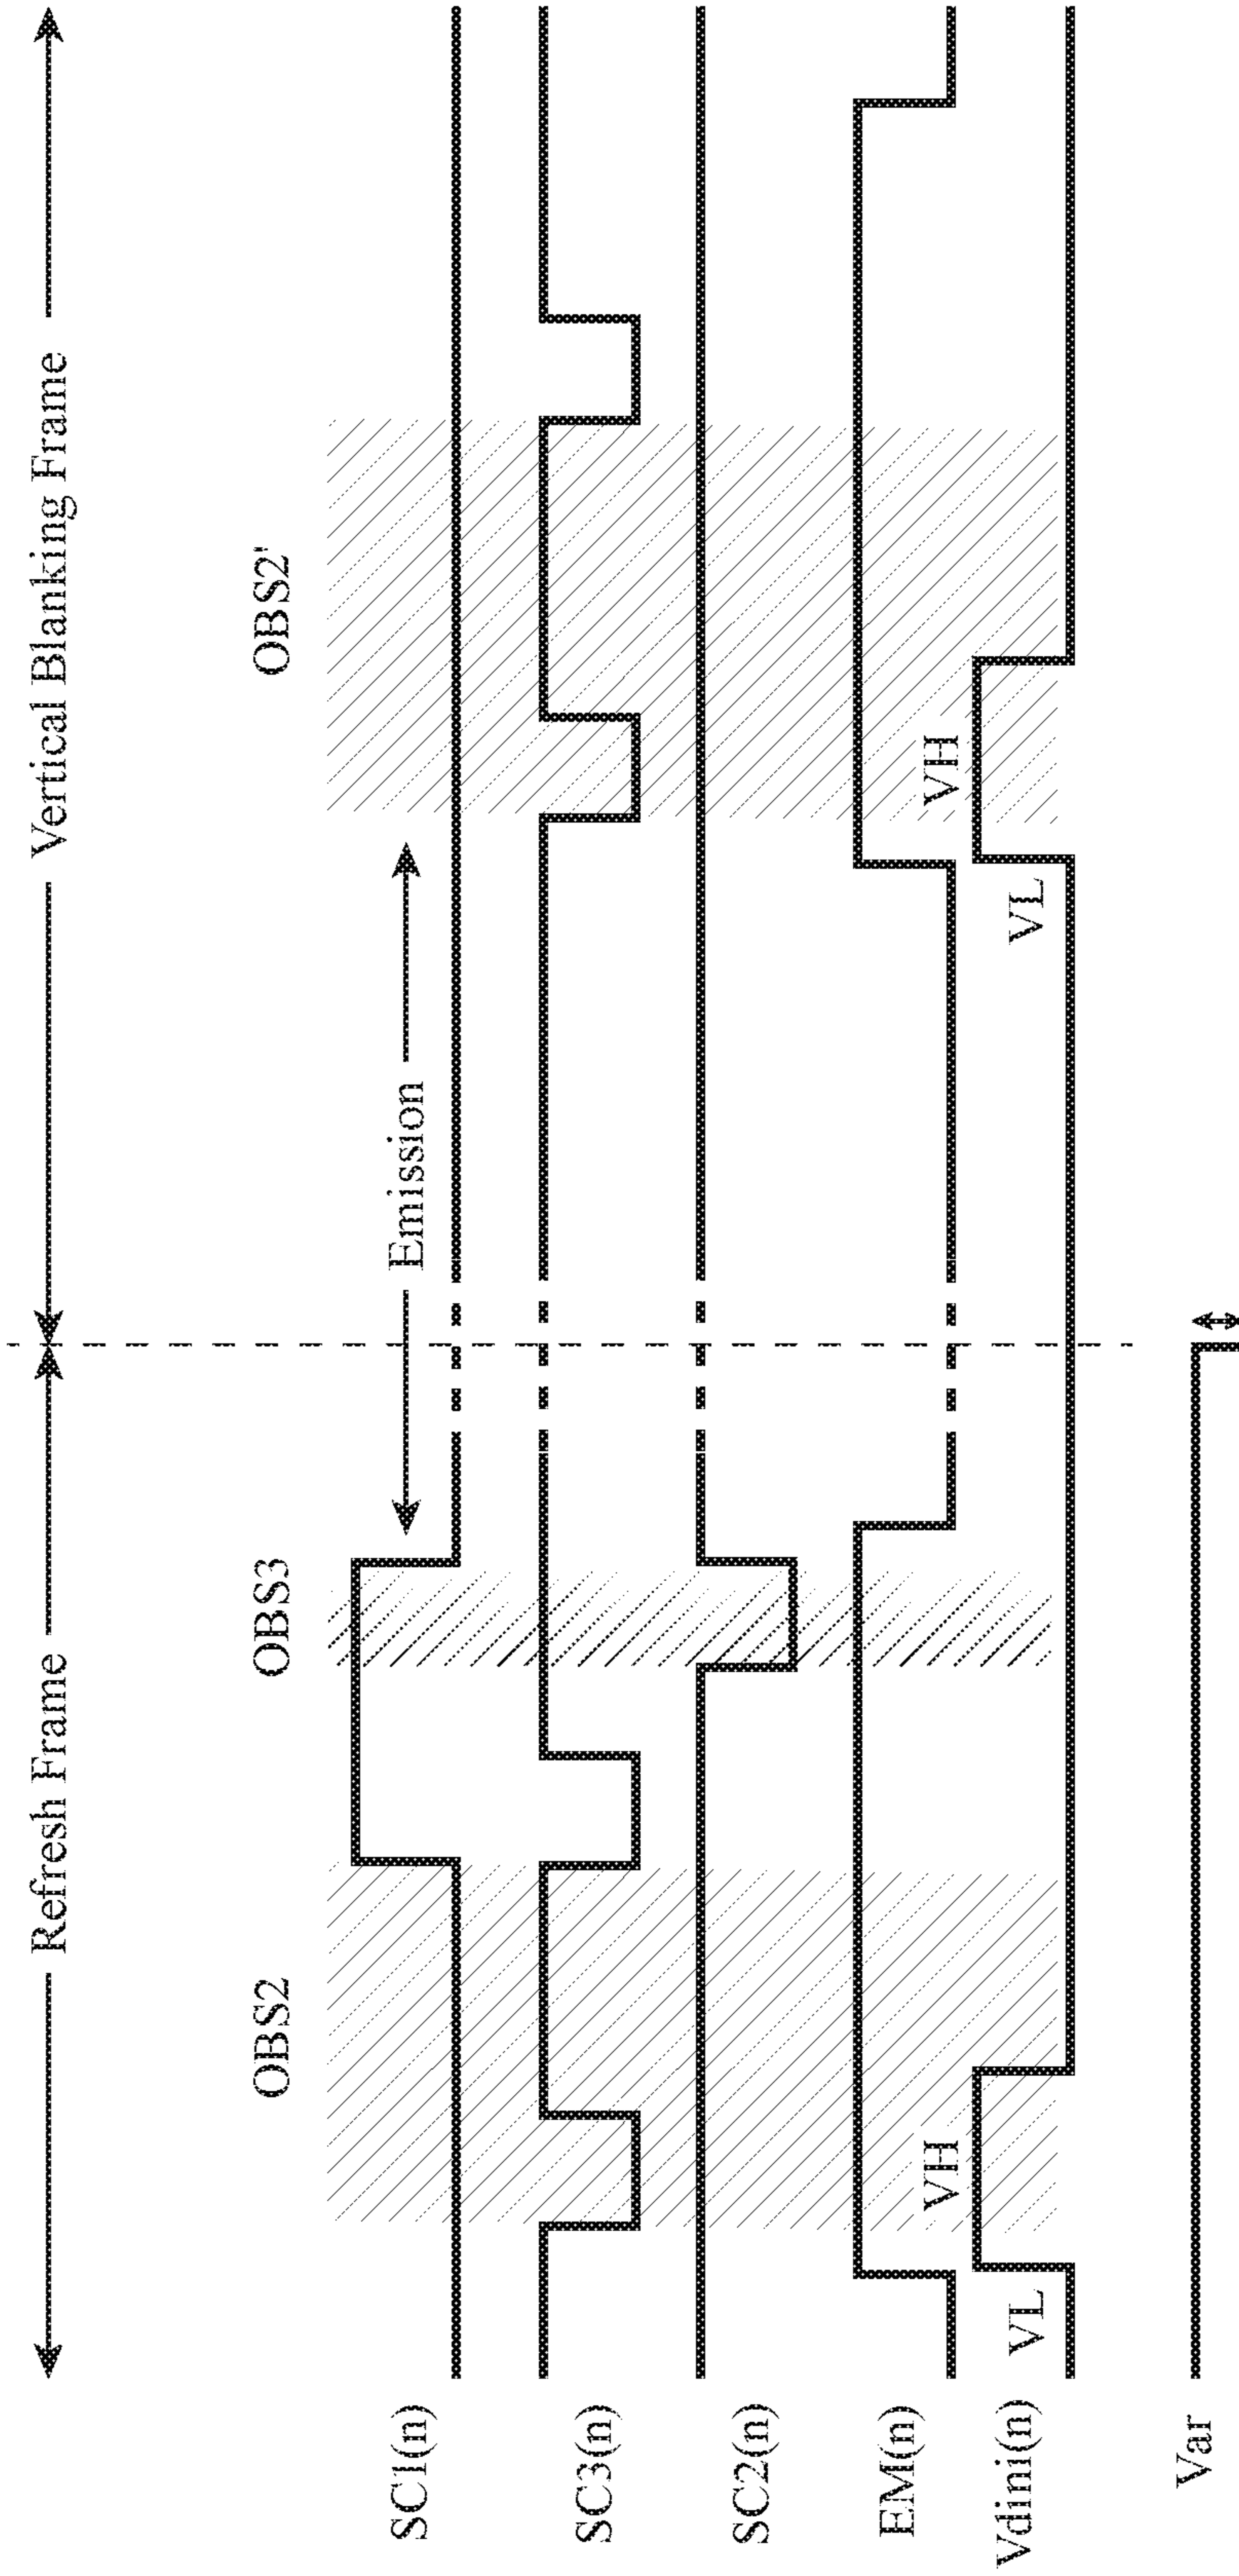 Refresh Frame
Vertical Blanking Frame
OBS2
OBS3
OBS2'
Emission
SC1(n)
SC3(n)
SC2(n)
EM(n)
VH
VH
Vdini(n)
VL
VL
Var